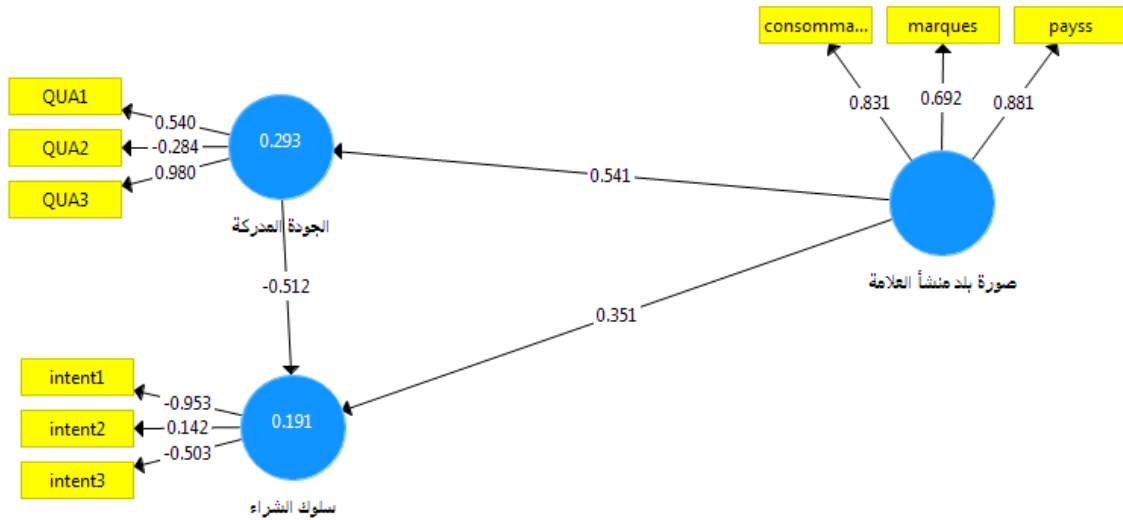 consomma...
marques
payss
0.831
0.692
0.881
QUA1
QUA2
QUA3
0.540
-0.284
0.980
0.293
الجودة المدركة
0.541
صورة بلد منشأ العلامة
-0.512
0.351
intent1
intent2
intent3
-0.953
0.142
-0.503
0.191
سلوك الشراء